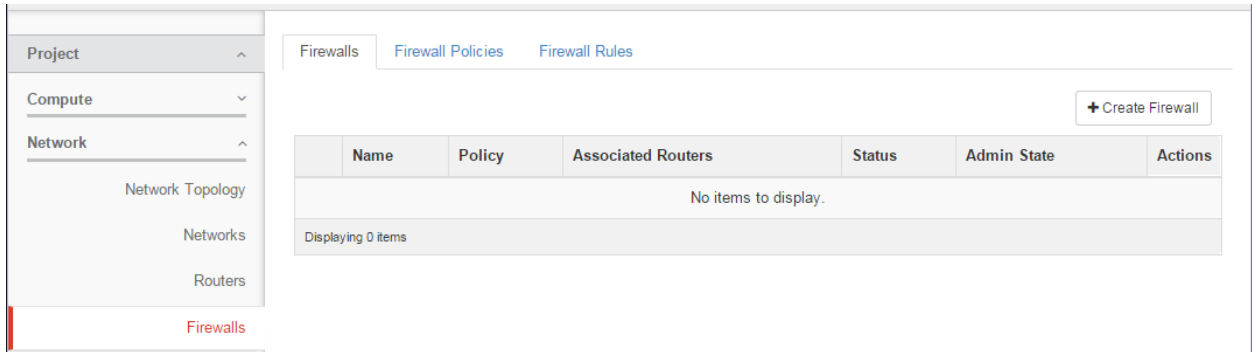 Project
Compute
Network
Network Topology
Networks
Routers
Firewalls
Firewalls Firewall Policies Firewall Rules
+ Create Firewall
Name Policy Associated Routers Status Admin State Actions
No items to display.
Displaying 0 items